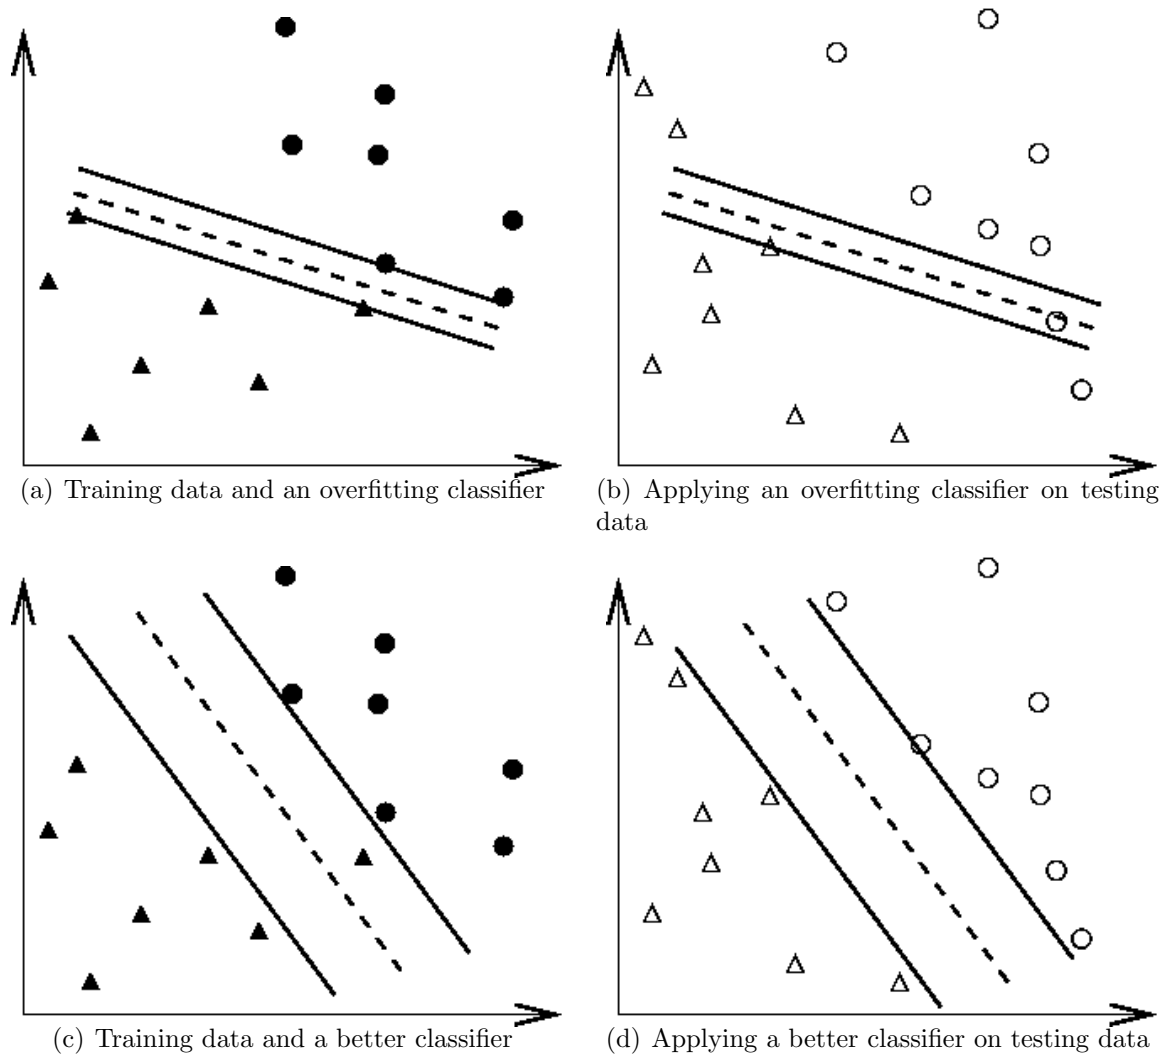 (a) Training data and an overfitting classifier
(b) Applying an overfitting classifier on testing
data
(c) Training data and a better classifier
(d) Applying a better classifier on testing data